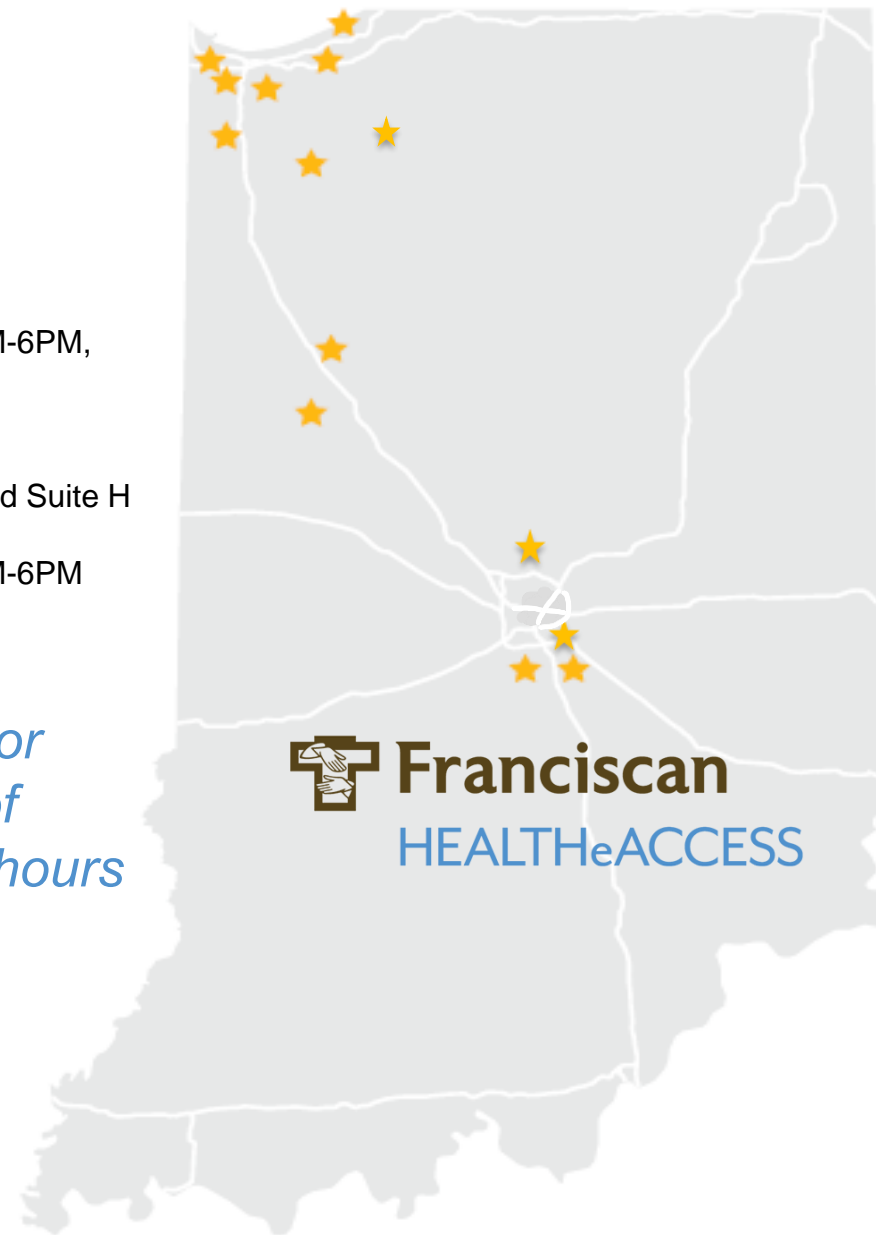 M-6PM,
d Suite H
M-6PM
or
of
hours
Franciscan
HEALTHeACCESS